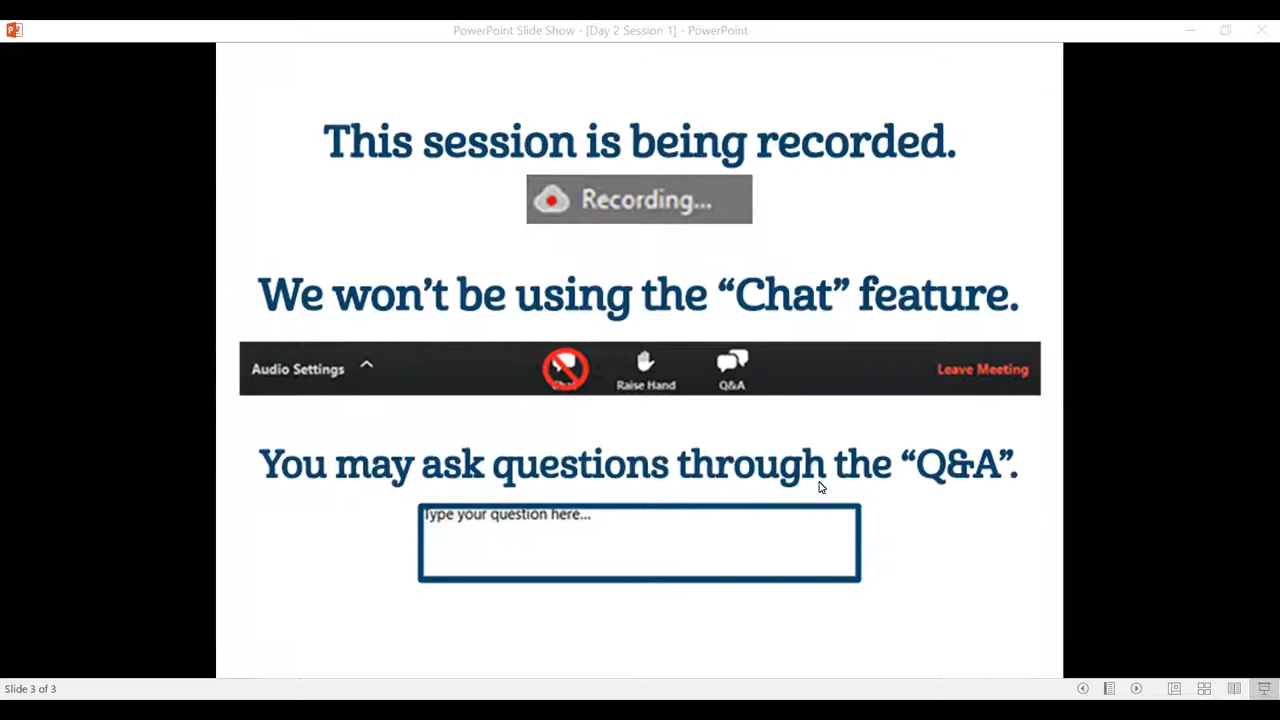 PowerPoint Slide Show - [Day 2 Session 1] - PowerPoint
This session is being recorded.
Recording...
We won't be using the “Chat” feature.
Audio Settings
Raise Hand
Q&A
Leave Meeting
You may ask questions through the “Q&A”.
Type your question here...
Slide 3 of 3